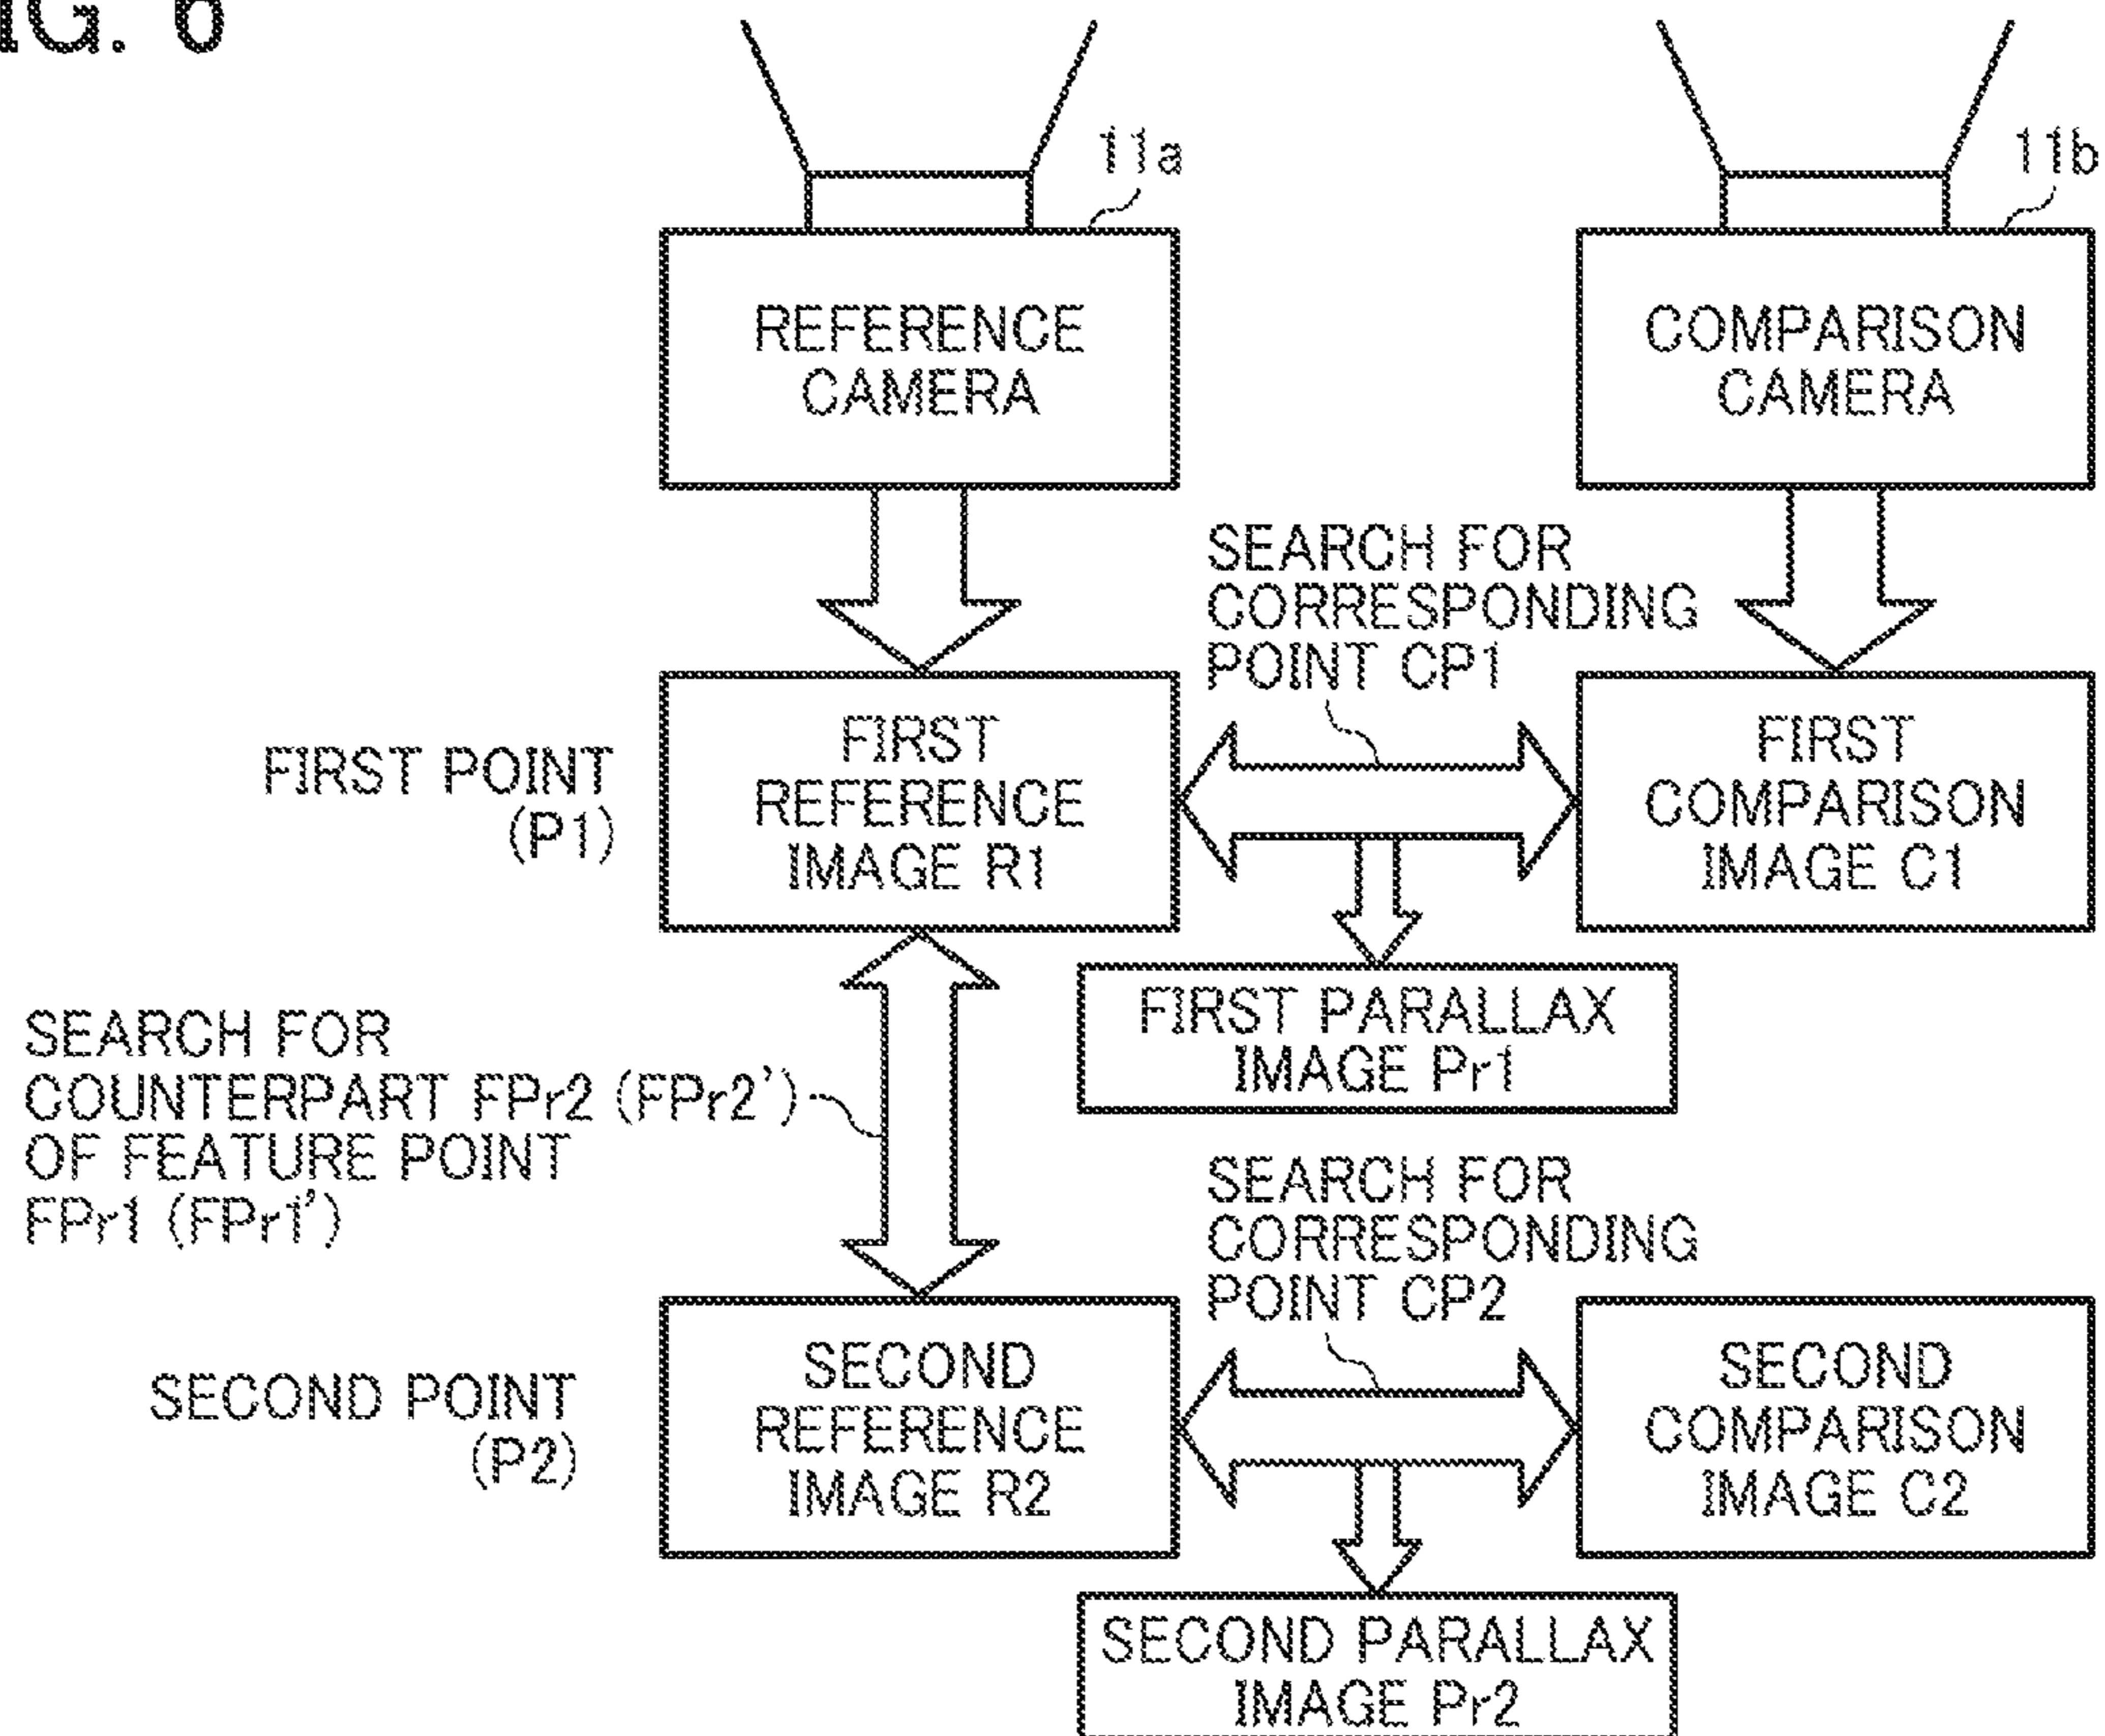 IG. 6
11a
11b
REFERENCE
CAMERA
COMPARISON
CAMERA
SEARCH FOR
CORRESPONDING
POINT CP1
FIRST POINT
(P1)
FIRST
REFERENCE
IMAGE R1
FIRST
COMPARISON
IMAGE C1
FIRST PARALLAX
IMAGE Pr1
SEARCH FOR
COUNTERPART FPr2 (FPr2')
OF FEATURE POINT
FPr1 (FPr1')
SEARCH FOR
CORRESPONDING
POINT CP2
SECOND POINT
(P2)
SECOND
REFERENCE
IMAGE R2
SECOND
COMPARISON
IMAGE C2
SECOND PARALLAX
IMAGE Pr2